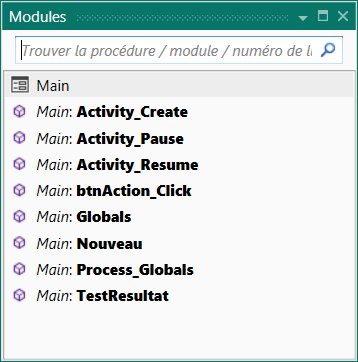 Modules
Trouver la procédure / module / numéro de li
Main
Main: Activity_Create
Main: Activity_Pause
Main: Activity_Resume
Main: btnAction_Click
Main: Globals
Main: Nouveau
Main: Process_Globals
Main: TestResultat